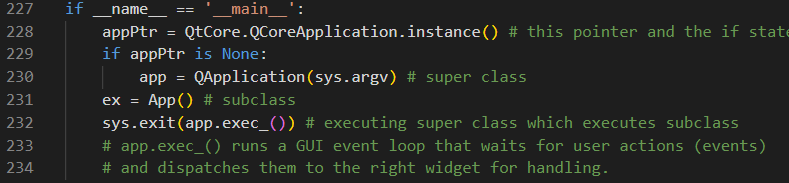 227 if __name__ == '__main__':
228 appPtr = QtCore.QCoreApplication.instance() # this pointer and the if
229 if appPtr is None:
230 app = QApplication(sys.argv) # super class
231 ex = App() # subclass
232 sys.exit(app.exec_()) # executing super class which executes subclass
233 # app.exec_() runs a GUI event loop that waits for user actions (events)
234 # and dispatches them to the right widget for handling.